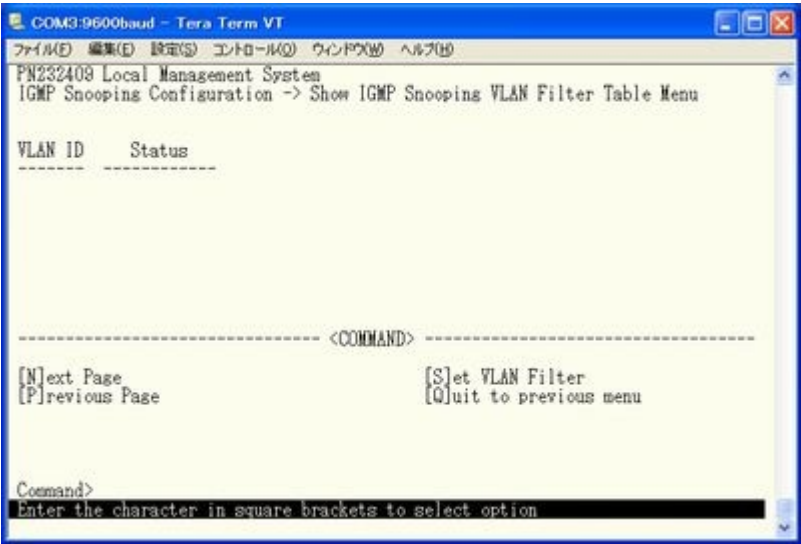 COM3:9600baud - Tera Term VT
ファイル(F) 編集(E) 設定(S) コントロール(O) ウィンドウ(W) ヘルプ(H)
PN232409 Local Management System
IGMP Snooping Configuration -> Show IGMP Snooping VLAN Filter Table Menu
VLAN ID Status
------- ------------
-------------------------------- <COMMAND> -----------------------------------
[N]ext Page [S]et VLAN Filter
[P]revious Page [Q]uit to previous menu
Command>
Enter the character in square brackets to select option